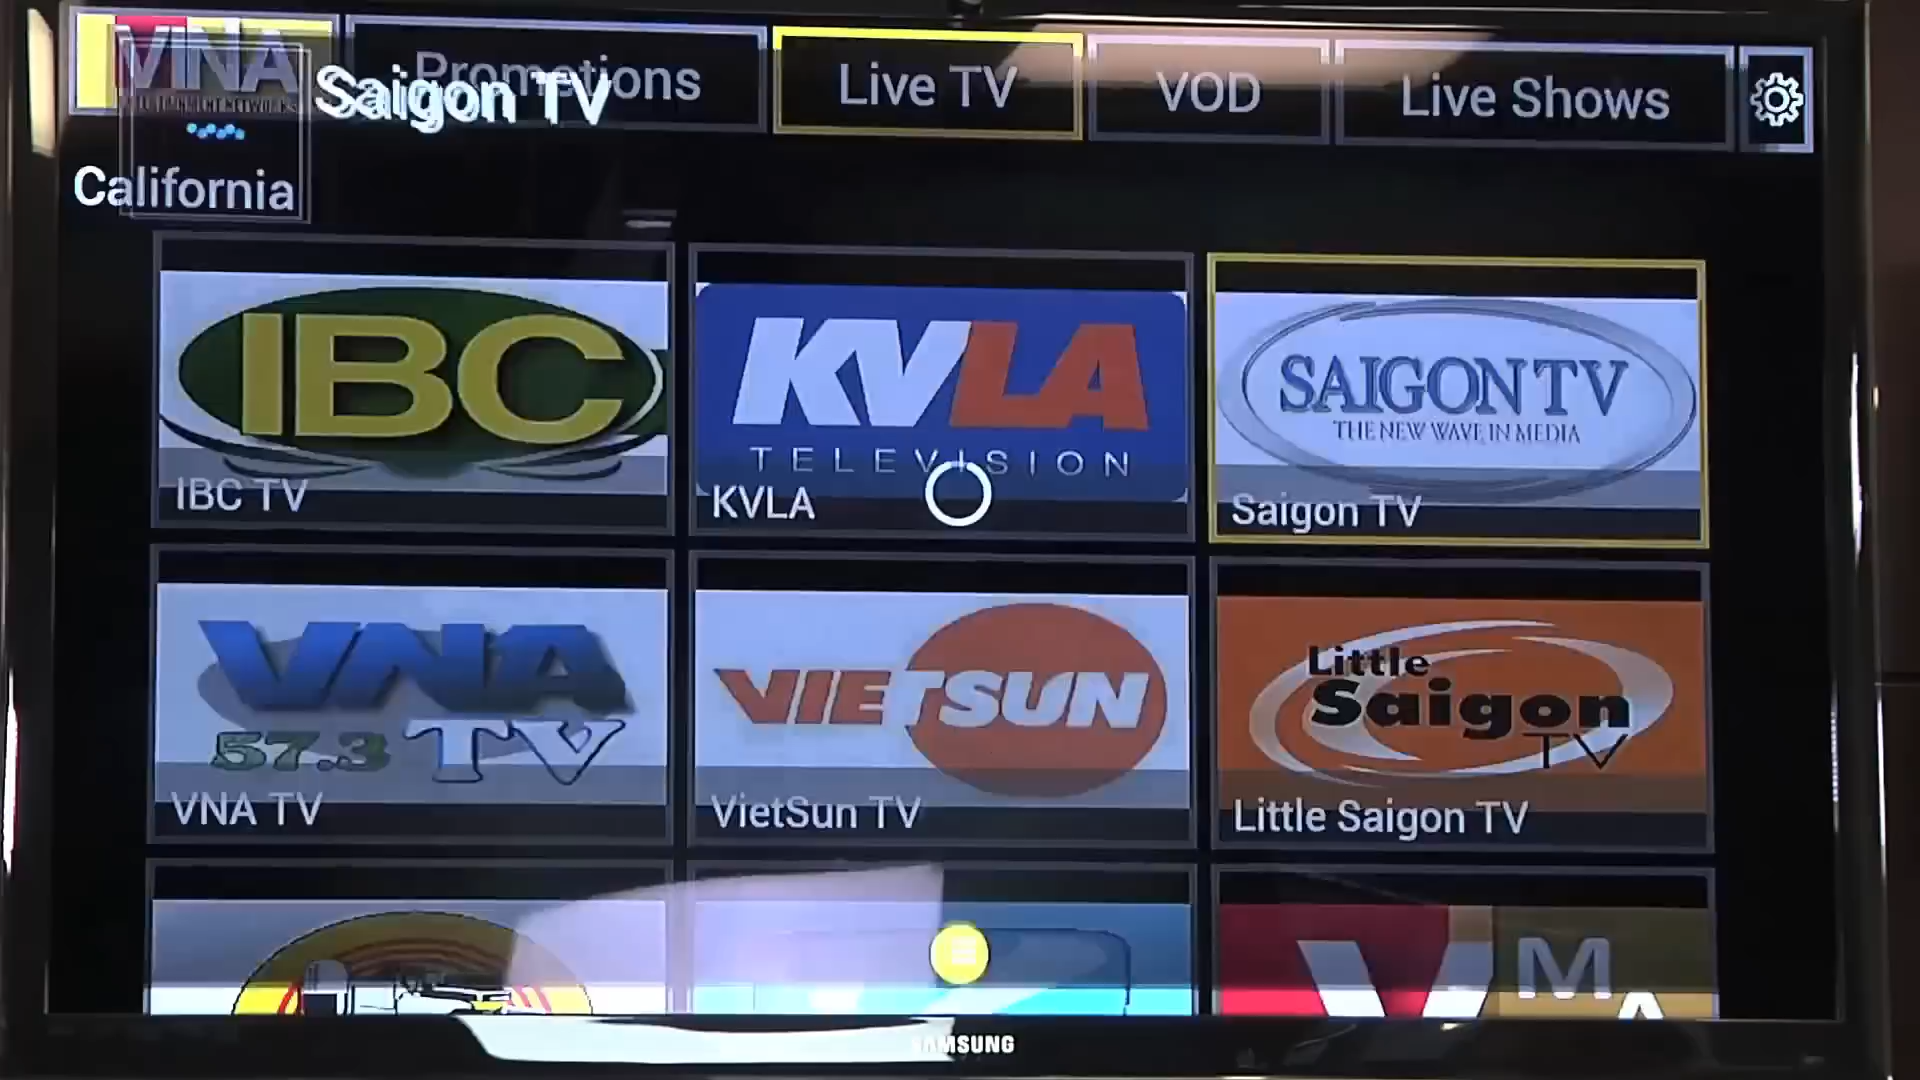 VINA
Promotions
Saigon TV
Live TV
VOD
Live Shows
California
IBC
IBC TV
KVLA
TELEVISION
KVLA
SAIGON TV
THE NEW WAVE IN MEDIA
Saigon TV
VNA
57.3 TV
VNA TV
VIETSUN
VietSun TV
Little
Saigon
TV
Little Saigon TV
V M
A
SAMSUNG